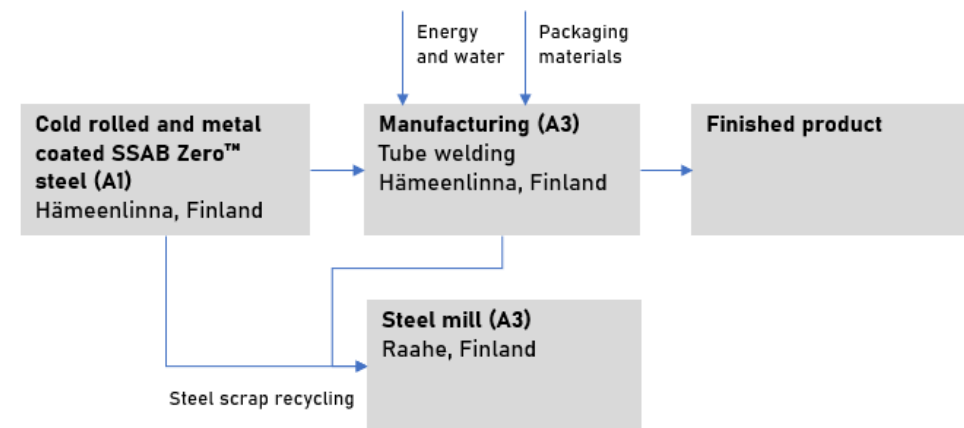 Energy
and water
Packaging
materials
Cold rolled and metal
coated SSAB Zero™
steel (A1)
Hämeenlinna, Finland
Manufacturing (A3)
Tube welding
Hämeenlinna, Finland
Finished product
Steel mill (A3)
Raahe, Finland
Steel scrap recycling